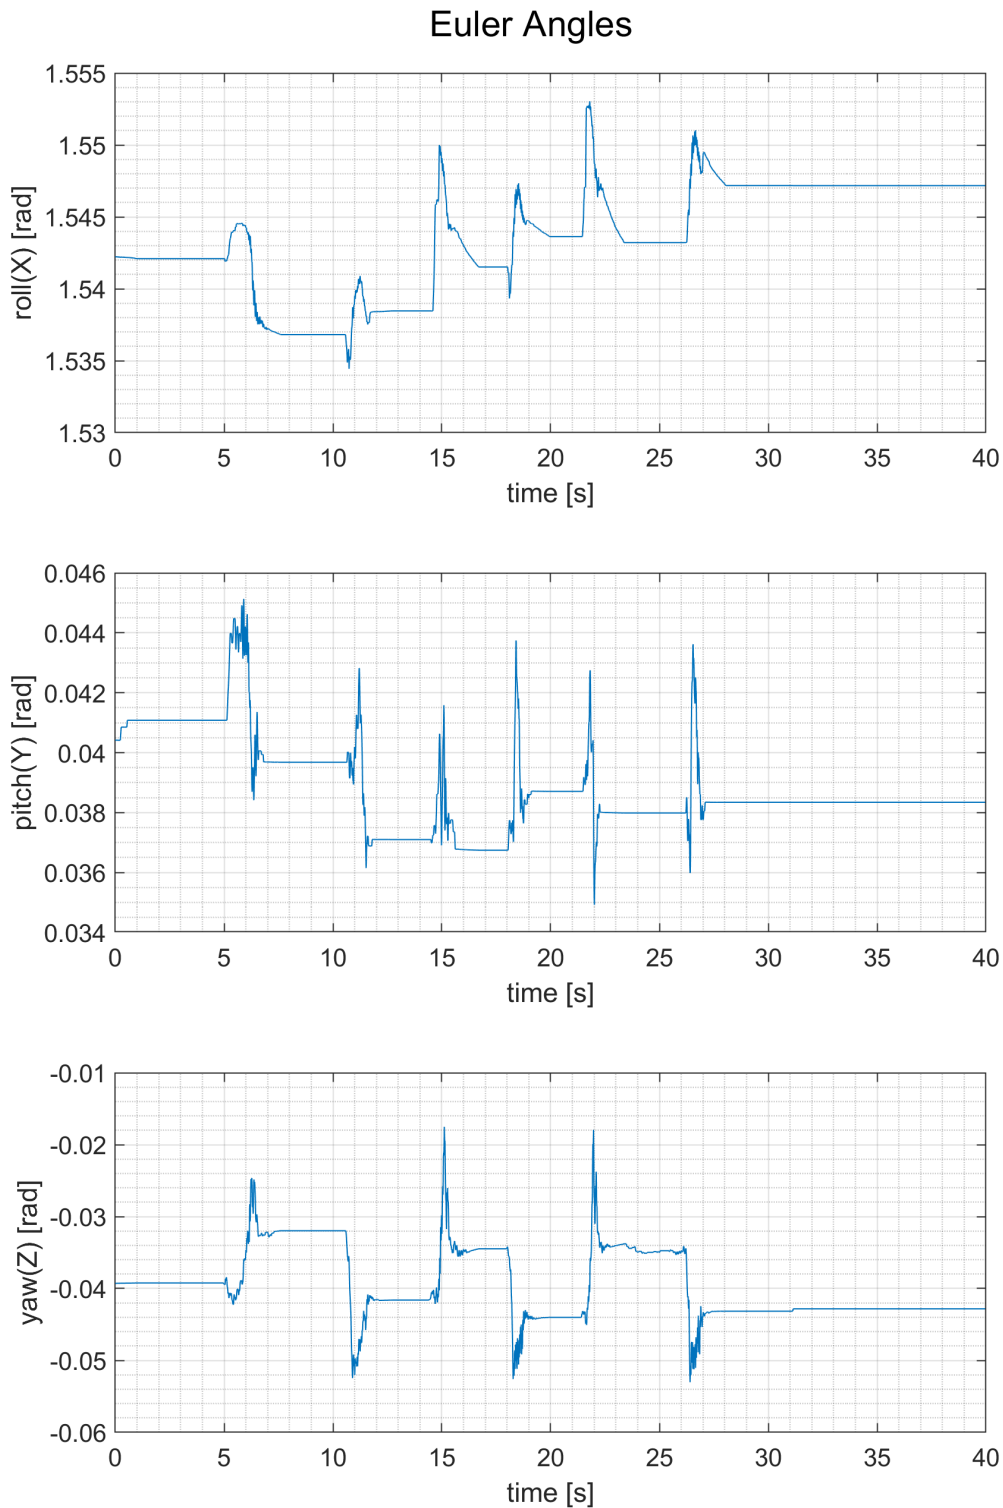 Euler Angles
1.555
1.55
1.545
1.54
1.535
1.53
roll(X) [rad]
0 5 10 15 20 25 30 35 40
time [s]
0.046
0.044
0.042
0.04
0.038
0.036
0.034
pitch(Y) [rad]
0 5 10 15 20 25 30 35 40
time [s]
-0.01
-0.02
-0.03
-0.04
-0.05
-0.06
yaw(Z) [rad]
0 5 10 15 20 25 30 35 40
time [s]